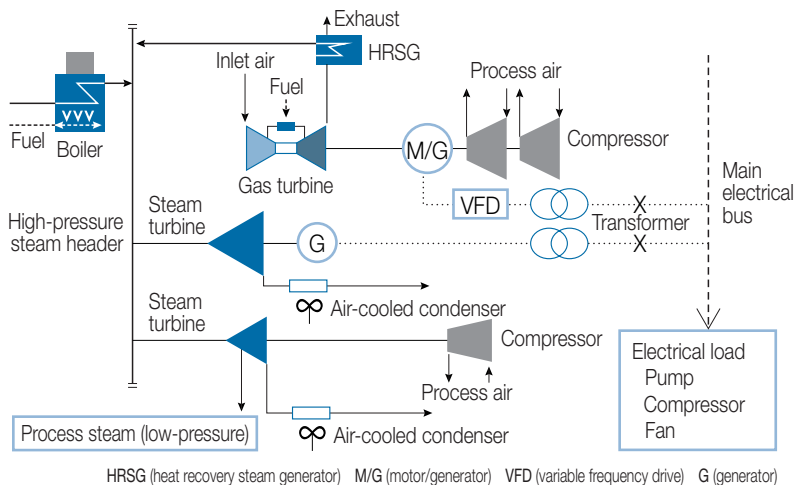 Exhaust
HRSG
Inlet air
Fuel
Process air
Fuel
Boiler
Gas turbine
M/G
Compressor
Main
electrical
bus
VFD
Transformer
X
X
High-pressure
steam header
Steam
turbine
G
Air-cooled condenser
Steam
turbine
Compressor
Process air
Electrical load
Pump
Compressor
Fan
Process steam (low-pressure)
Air-cooled condenser
HRSG (heat recovery steam generator) M/G (motor/generator) VFD (variable frequency drive) G (generator)